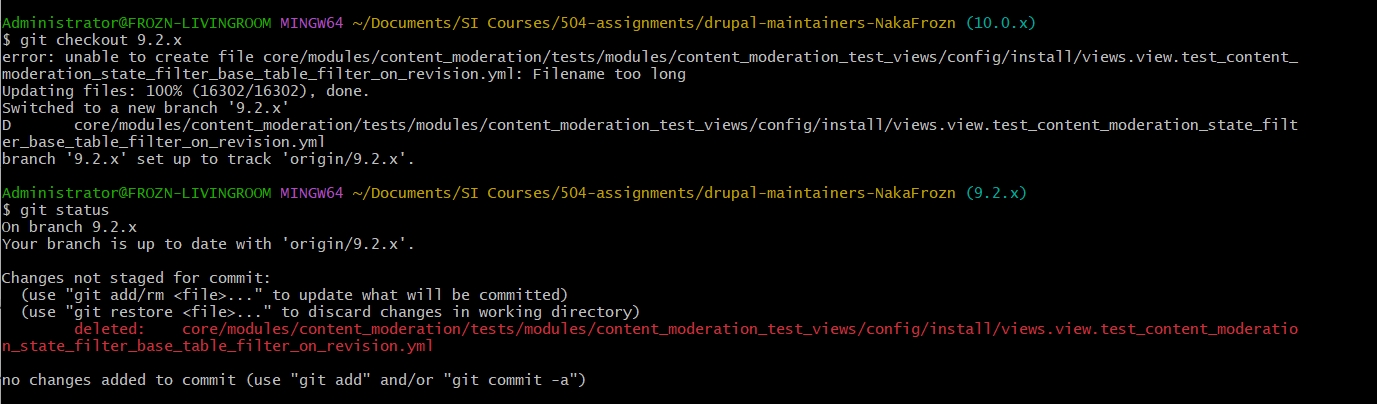 Administrator@FROZN-LIVINGROOM MINGW64 ~/Documents/SI Courses/504-assignments/drupal-maintainers-NakaFrozn (10.0.x)
$ git checkout 9.2.x
error: unable to create file core/modules/content_moderation/tests/modules/content_moderation_test_views/config/install/views.view.test_content_
moderation_state_filter_base_table_filter_on_revision.yml: Filename too long
Updating files: 100% (16302/16302), done.
Switched to a new branch '9.2.x'
D       core/modules/content_moderation/tests/modules/content_moderation_test_views/config/install/views.view.test_content_moderation_state_filt
er_base_table_filter_on_revision.yml
branch '9.2.x' set up to track 'origin/9.2.x'.
Administrator@FROZN-LIVINGROOM MINGW64 ~/Documents/SI Courses/504-assignments/drupal-maintainers-NakaFrozn (9.2.x)
$ git status
On branch 9.2.x
Your branch is up to date with 'origin/9.2.x'.
Changes not staged for commit:
  (use "git add/rm <file>..." to update what will be committed)
  (use "git restore <file>..." to discard changes in working directory)
        deleted:    core/modules/content_moderation/tests/modules/content_moderation_test_views/config/install/views.view.test_content_moderatio
n_state_filter_base_table_filter_on_revision.yml
no changes added to commit (use "git add" and/or "git commit -a")